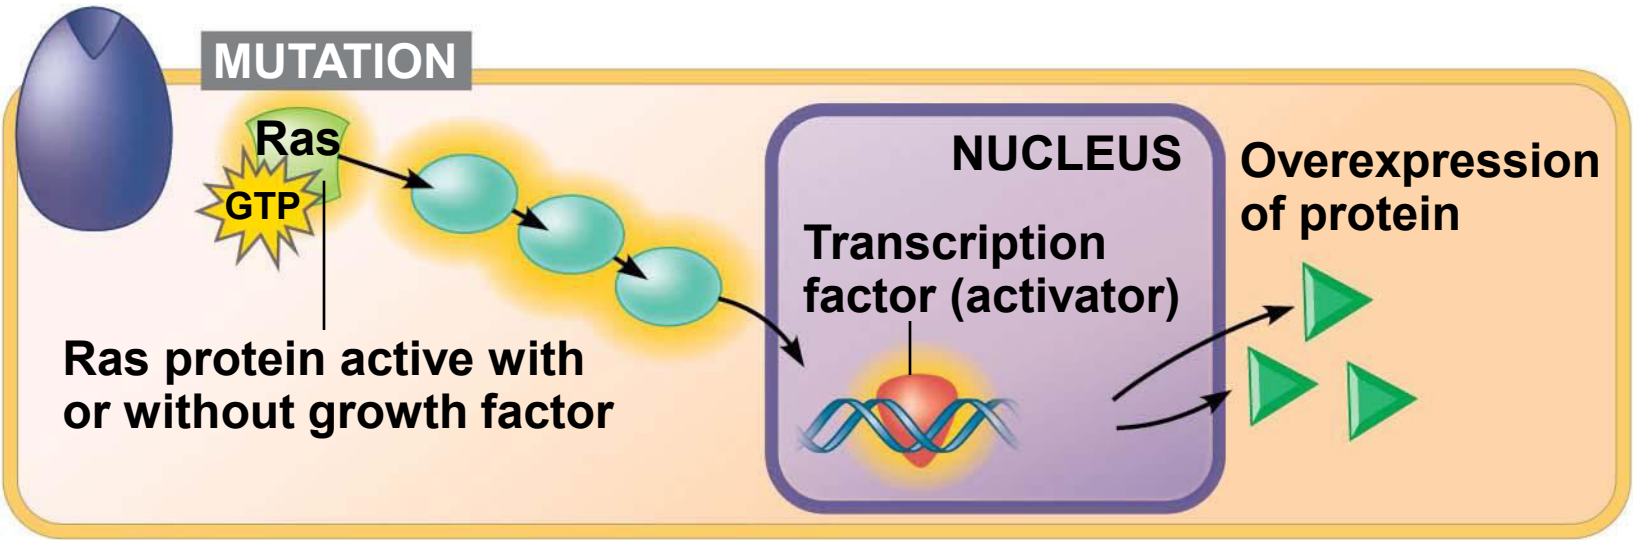 MUTATION
Ras
GTP
Ras protein active with
or without growth factor
NUCLEUS
Transcription
factor (activator)
Overexpression
of protein